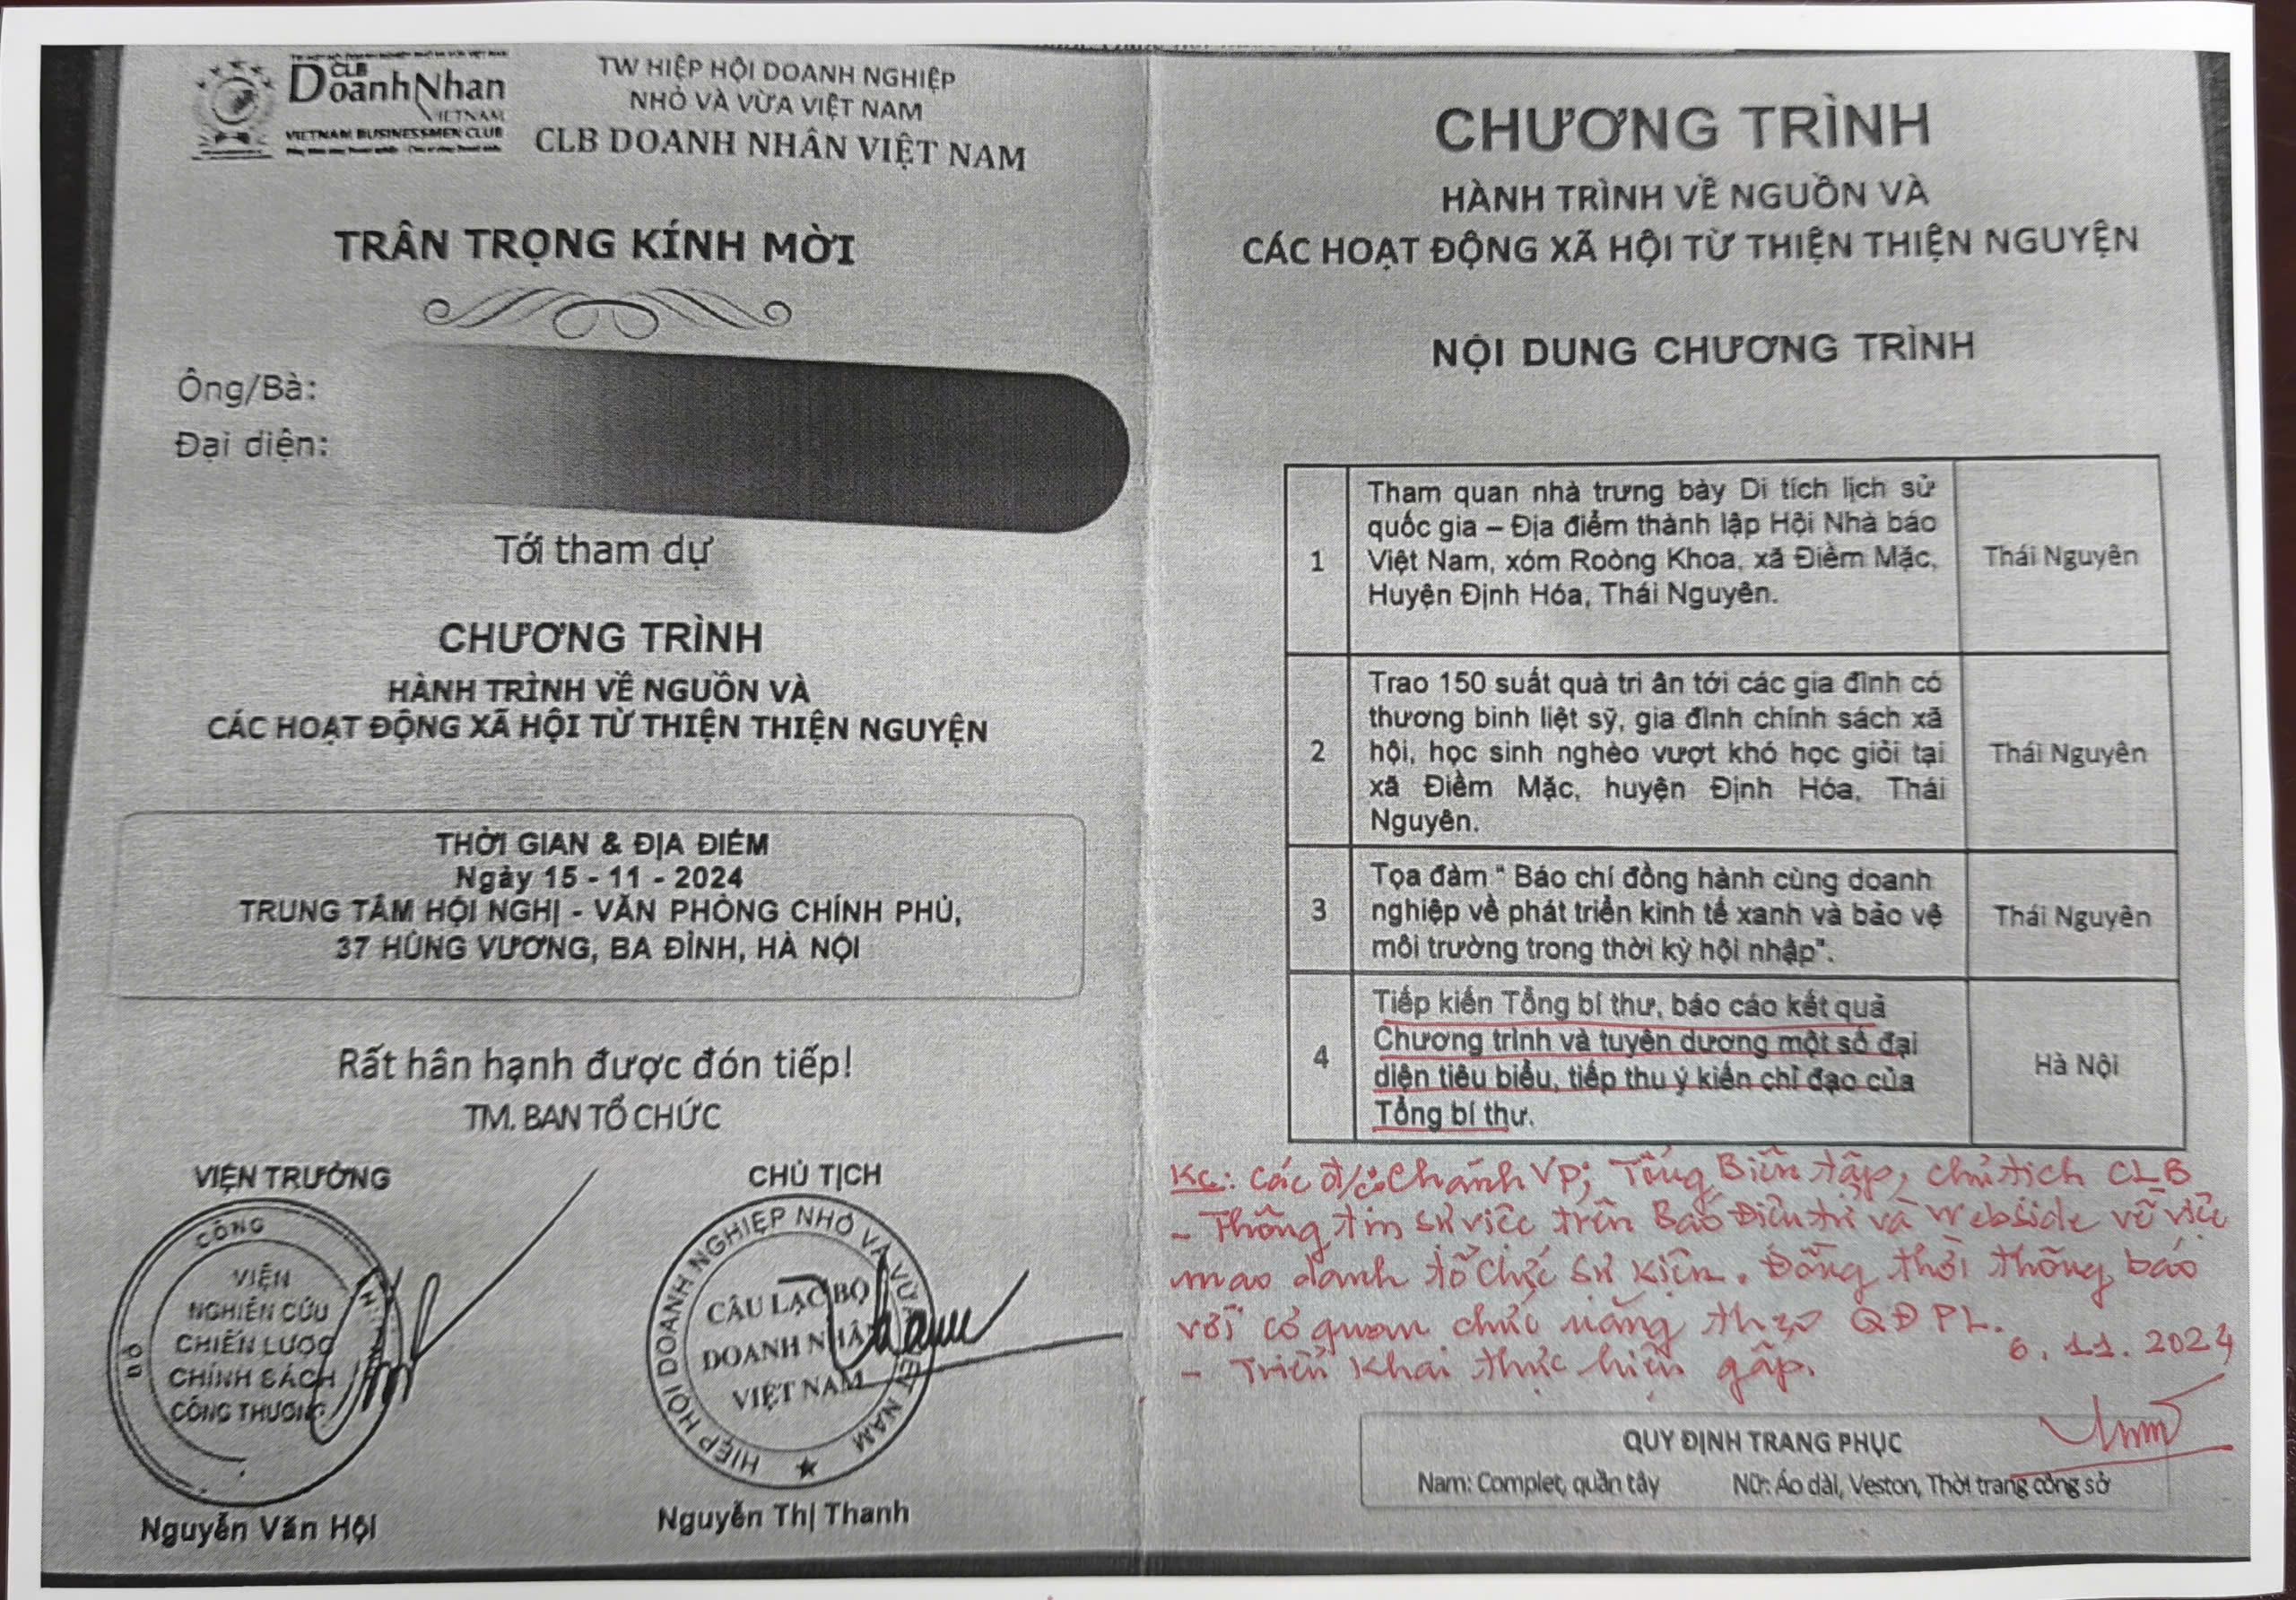 CLB
Doanh Nhan
VIETNAM
VIETNAM BUSINESSMEN CLUB
TW HIỆP HỘI DOANH NGHIỆP
NHỎ VÀ VỪA VIỆT NAM
CLB DOANH NHÂN VIỆT NAM
TRÂN TRỌNG KÍNH MỜI
Ông/Bà:
Đại diện:
Tới tham dự
CHƯƠNG TRÌNH
HÀNH TRÌNH VỀ NGUỒN VÀ
CÁC HOẠT ĐỘNG XÃ HỘI TỪ THIỆN THIỆN NGUYỆN
THỜI GIAN & ĐỊA ĐIỂM
Ngày 15 - 11 - 2024
TRUNG TÂM HỘI NGHỊ - VĂN PHÒNG CHÍNH PHỦ,
37 HÙNG VƯƠNG, BA ĐÌNH, HÀ NỘI
Rất hân hạnh được đón tiếp!
TM. BAN TỔ CHỨC
VIỆN TRƯỞNG
BỘ CÔNG
VIỆN
NGHIÊN CỨU
CHIẾN LƯỢC
CHÍNH SÁCH
CÔNG THƯƠNG
Nguyễn Văn Hội
CHỦ TỊCH
HIỆP HỘI DOANH NGHIỆP NHỎ VÀ VỪA VIỆT NAM
CÂU LẠC BỘ
DOANH NHÂN
VIỆT NAM
Nguyễn Thị Thanh
CHƯƠNG TRÌNH
HÀNH TRÌNH VỀ NGUỒN VÀ
CÁC HOẠT ĐỘNG XÃ HỘI TỪ THIỆN THIỆN NGUYỆN
NỘI DUNG CHƯƠNG TRÌNH
1
Tham quan nhà trưng bày Di tích lịch sử
quốc gia – Địa điểm thành lập Hội Nhà báo
Việt Nam, xóm Roòng Khoa, xã Điềm Mặc,
Huyện Định Hóa, Thái Nguyên.
Thái Nguyên
2
Trao 150 suất quà tri ân tới các gia đình có
thương binh liệt sỹ, gia đình chính sách xã
hội, học sinh nghèo vượt khó học giỏi tại
xã Điềm Mặc, huyện Định Hóa, Thái
Nguyên.
Thái Nguyên
3
Tọa đàm " Báo chí đồng hành cùng doanh
nghiệp về phát triển kinh tế xanh và bảo vệ
môi trường trong thời kỳ hội nhập".
Thái Nguyên
4
Tiếp kiến Tổng bí thư, báo cáo kết quả
Chương trình và tuyên dương một số đại
diện tiêu biểu, tiếp thu ý kiến chỉ đạo của
Tổng bí thư.
Hà Nội
Kc: Các đ/c: Chánh VP; Tổng Biên tập, chủ tịch CLB
- Thông tin sự việc trên Báo Điện tử và Webside về việc
mạo danh tổ chức sự kiện. Đồng thời thông báo
với cơ quan chức năng theo QĐPL.
- Triển khai thực hiện gấp.
6.11.2024
QUY ĐỊNH TRANG PHỤC
Nam: Complet, quần tây
Nữ: Áo dài, Veston, Thời trang công sở